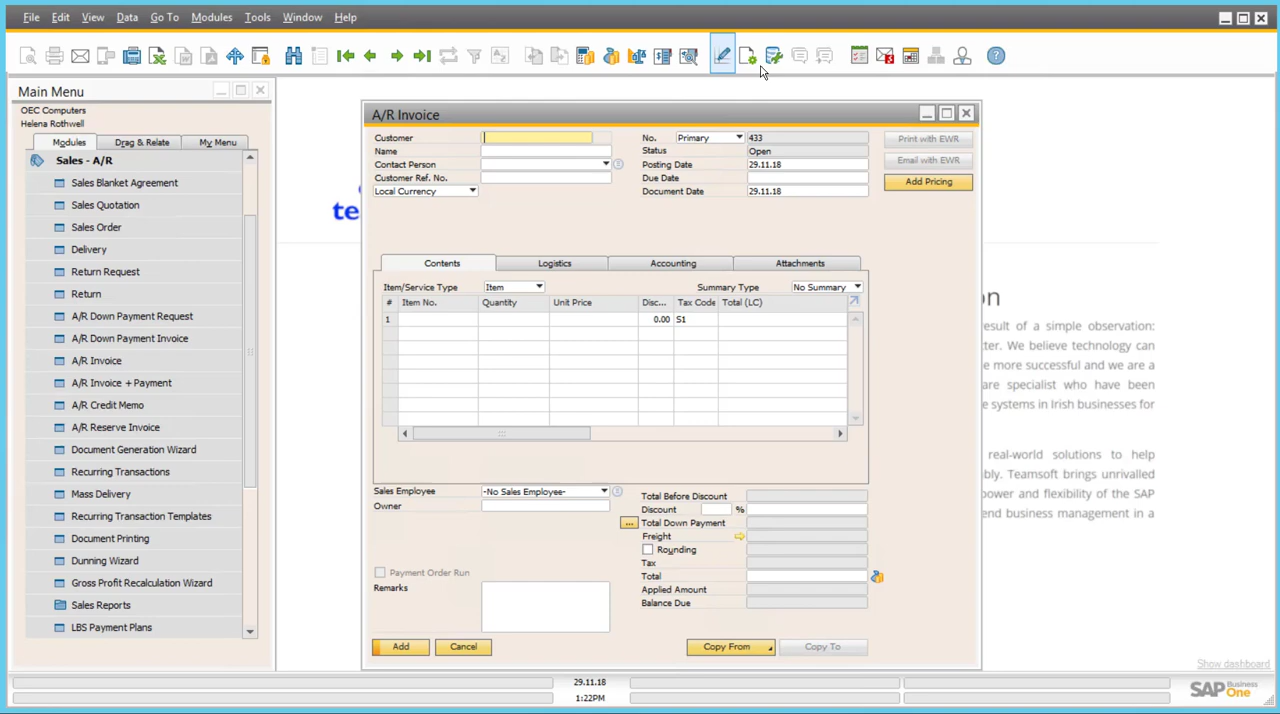 File Edit View Data Go To Modules Tools Window Help
Main Menu
OEC Computers
Helena Rothwell
Modules Drag & Relate My Menu
Sales - A/R
Sales Blanket Agreement
Sales Quotation
Sales Order
Delivery
Return Request
Return
A/R Down Payment Request
A/R Down Payment Invoice
A/R Invoice
A/R Invoice + Payment
A/R Credit Memo
A/R Reserve Invoice
Document Generation Wizard
Recurring Transactions
Mass Delivery
Recurring Transaction Templates
Document Printing
Dunning Wizard
Gross Profit Recalculation Wizard
Sales Reports
LBS Payment Plans
te
A/R Invoice
Customer
Name
Contact Person
Customer Ref. No.
Local Currency
No. Primary 433
Status Open
Posting Date 29.11.18
Due Date
Document Date 29.11.18
Print with EWR
Email with EWR
Add Pricing
Contents Logistics Accounting Attachments
Item/Service Type Item Summary Type No Summary
# Item No. Quantity Unit Price Disc... Tax Code Total (LC)
1 0.00 S1
Sales Employee -No Sales Employee-
Owner
Payment Order Run
Remarks
Total Before Discount
Discount %
... Total Down Payment
Freight
Rounding
Tax
Total
Applied Amount
Balance Due
Add Cancel Copy From Copy To
on
esult of a simple observation:
tter. We believe technology can
e more successful and we are a
are specialist who have been
e systems in Irish businesses for
real-world solutions to help
bly. Teamsoft brings unrivalled
power and flexibility of the SAP
end business management in a
Show dashboard
29.11.18
1:22PM
SAP Business One